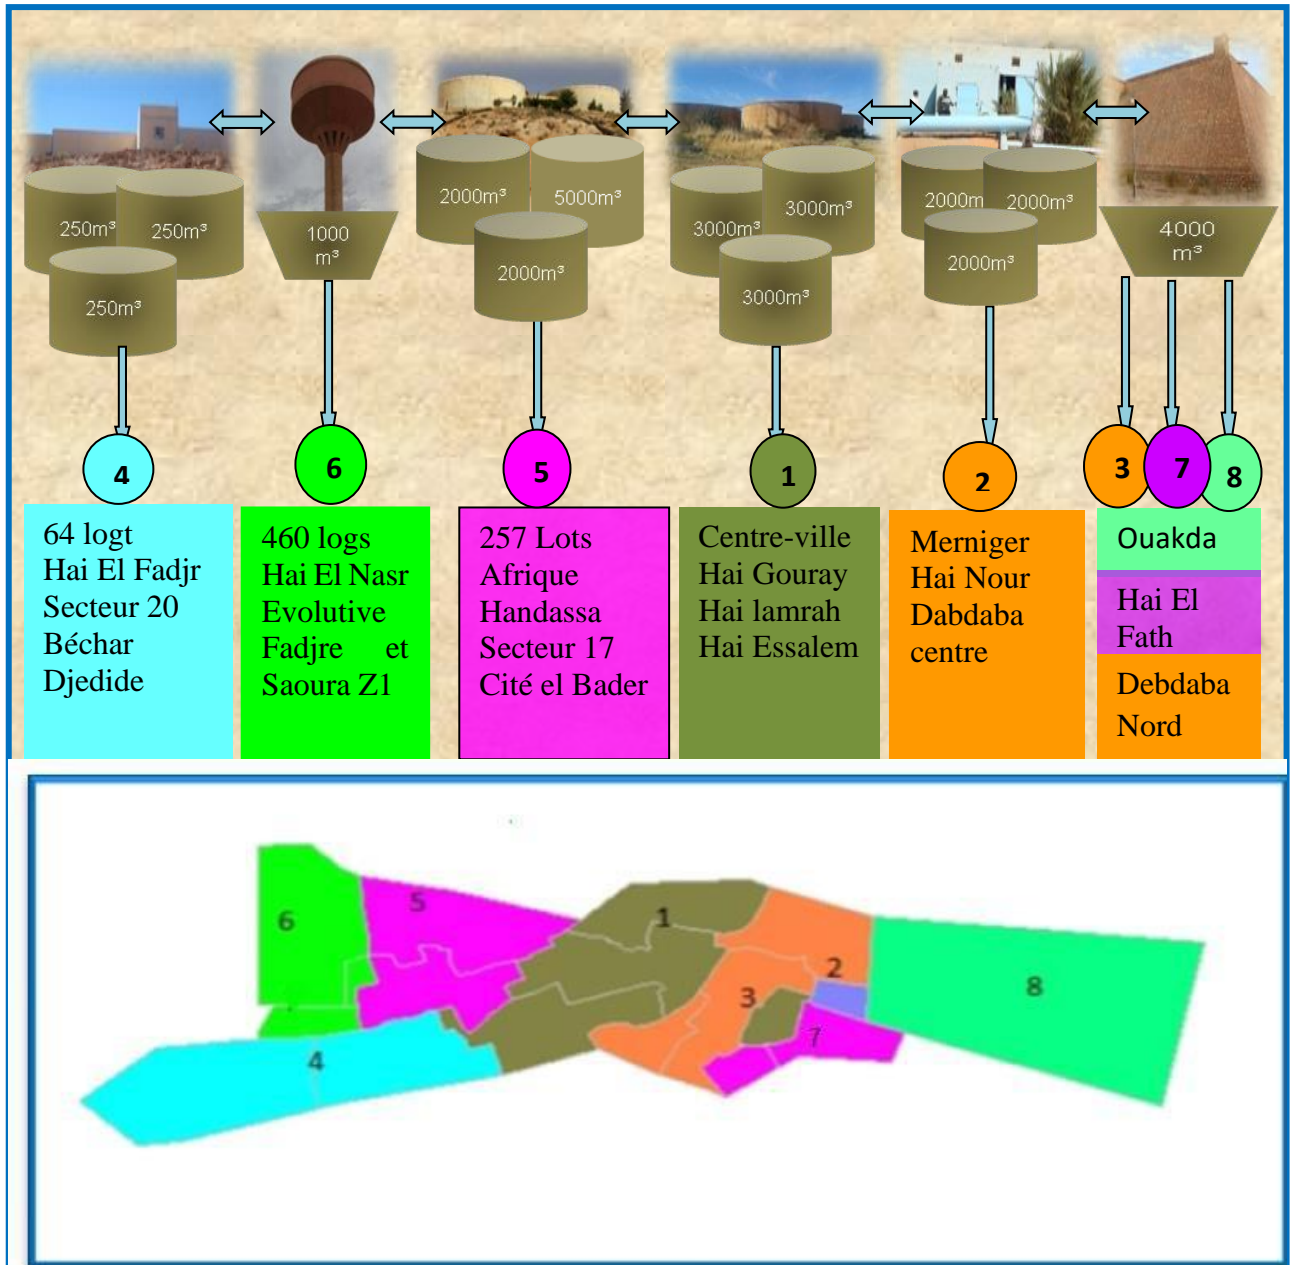 250m³
250m³
250m³
1000
m³
2000m³
5000m³
2000m³
3000m³
3000m³
3000m³
2000m
2000m³
2000m³
4000
m³
4
6
5
1
2
3
7
8
64 logt
Hai El Fadjr
Secteur 20
Béchar
Djedide
460 logs
Hai El Nasr
Evolutive
Fadjre et
Saoura Z1
257 Lots
Afrique
Handassa
Secteur 17
Cité el Bader
Centre-ville
Hai Gouray
Hai lamrah
Hai Essalem
Merniger
Hai Nour
Dabdaba
centre
Ouakda
Hai El
Fath
Debdaba
Nord
6
5
1
2
3
8
7
4